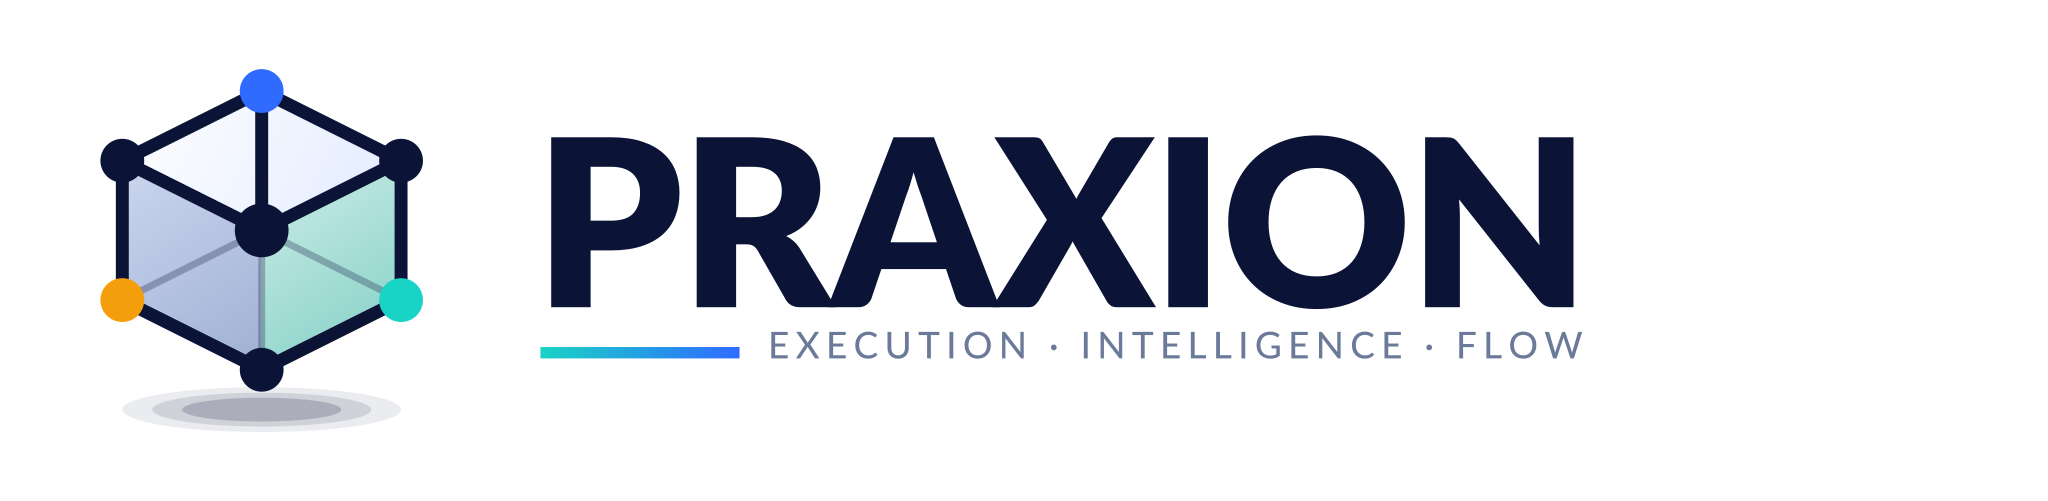 PRAXION
EXECUTION · INTELLIGENCE · FLOW